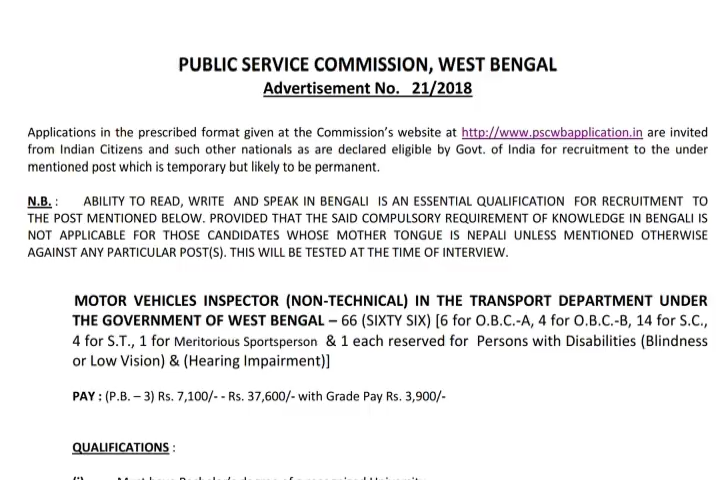 PUBLIC SERVICE COMMISSION, WEST BENGAL
Advertisement No. 21/2018
Applications in the prescribed format given at the Commission's website at http://www.pscwbapplication.in are invited
from Indian Citizens and such other nationals as are declared eligible by Govt. of India for recruitment to the under
mentioned post which is temporary but likely to be permanent.
N.B. : ABILITY TO READ, WRITE AND SPEAK IN BENGALI IS AN ESSENTIAL QUALIFICATION FOR RECRUITMENT TO
THE POST MENTIONED BELOW. PROVIDED THAT THE SAID COMPULSORY REQUIREMENT OF KNOWLEDGE IN BENGALI IS
NOT APPLICABLE FOR THOSE CANDIDATES WHOSE MOTHER TONGUE IS NEPALI UNLESS MENTIONED OTHERWISE
AGAINST ANY PARTICULAR POST(S). THIS WILL BE TESTED AT THE TIME OF INTERVIEW.
MOTOR VEHICLES INSPECTOR (NON-TECHNICAL) IN THE TRANSPORT DEPARTMENT UNDER
THE GOVERNMENT OF WEST BENGAL – 66 (SIXTY SIX) [6 for O.B.C.-A, 4 for O.B.C.-B, 14 for S.C.,
4 for S.T., 1 for Meritorious Sportsperson & 1 each reserved for Persons with Disabilities (Blindness
or Low Vision) & (Hearing Impairment)]
PAY : (P.B. – 3) Rs. 7,100/- - Rs. 37,600/- with Grade Pay Rs. 3,900/-
QUALIFICATIONS :
(i) Must have Bachelor's degree of a recognized University